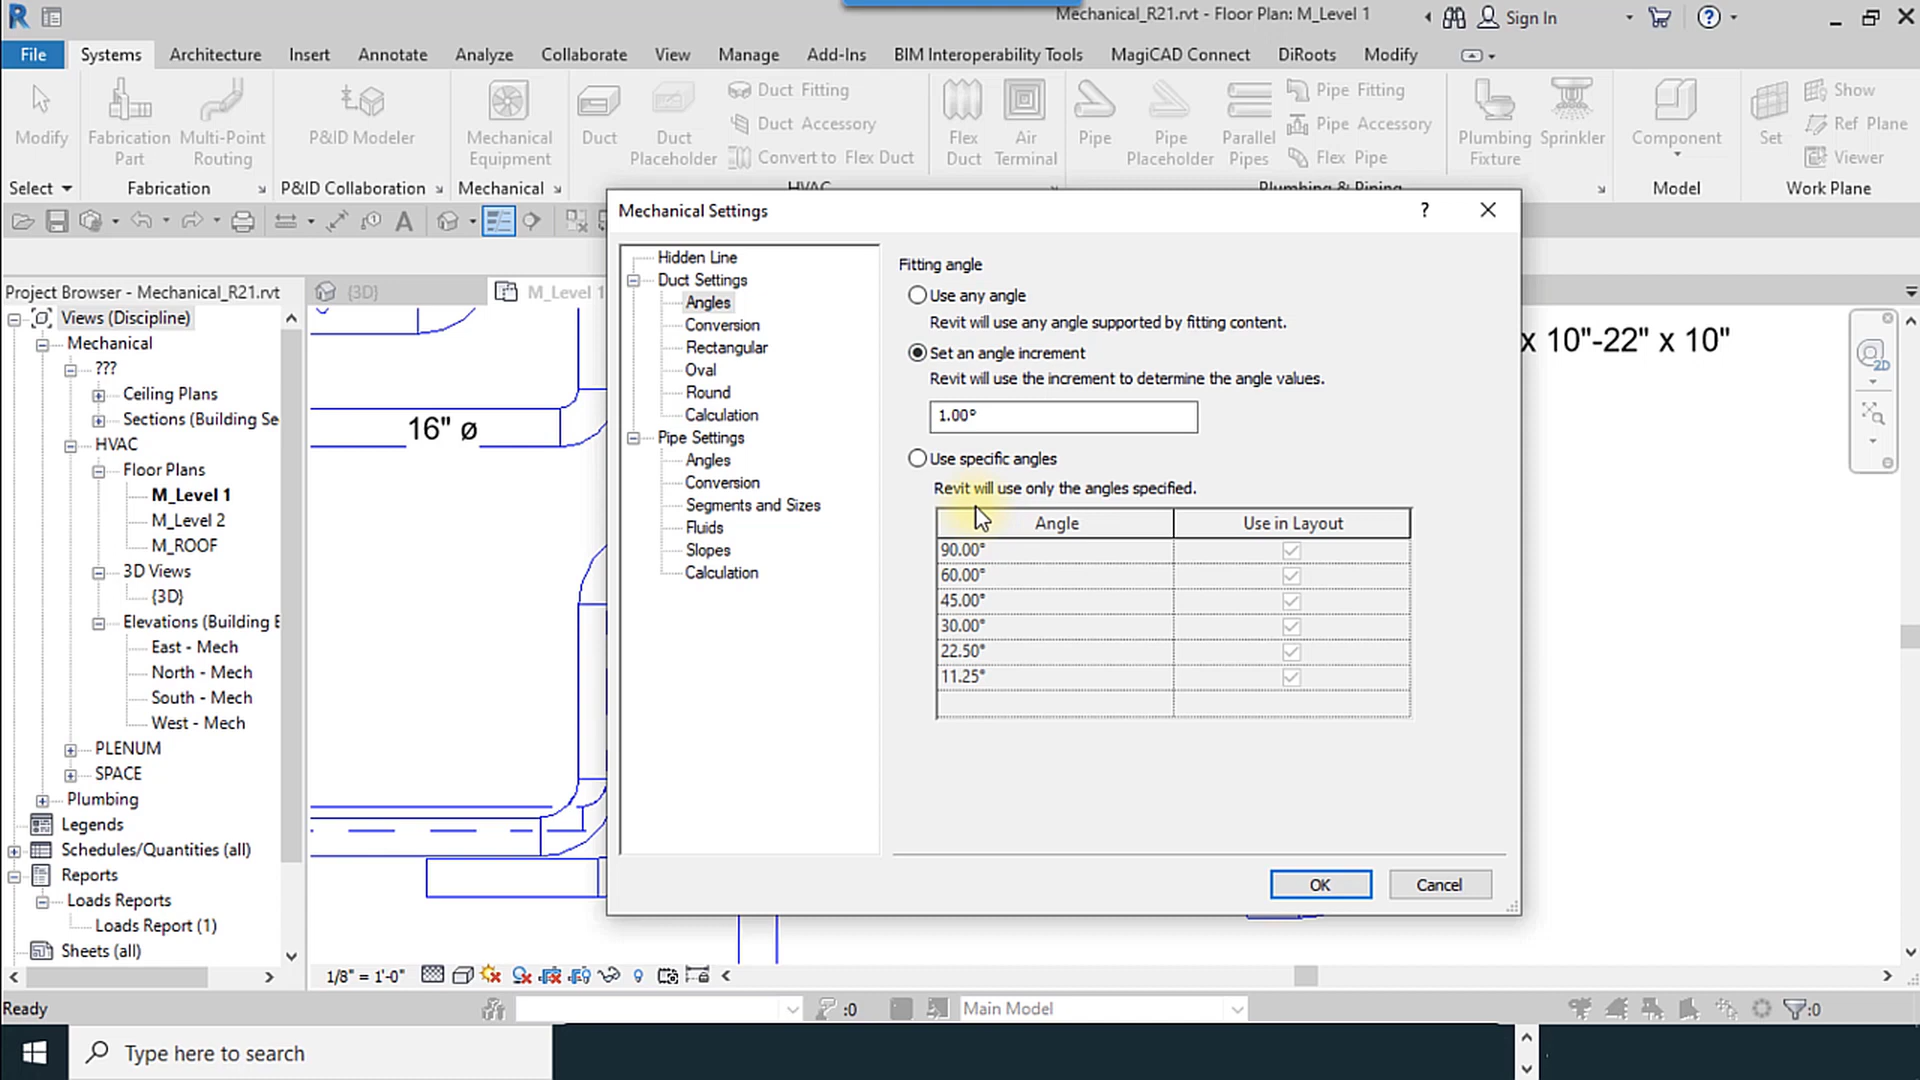 Mechanical_R21.rvt - Floor Plan: M_Level 1
Sign In
File Systems Architecture Insert Annotate Analyze Collaborate View Manage Add-Ins BIM Interoperability Tools MagiCAD Connect DiRoots Modify
Modify
Fabrication Part
Multi-Point Routing
P&ID Modeler
Mechanical Equipment
Duct
Duct Placeholder
Duct Fitting
Duct Accessory
Convert to Flex Duct
Flex Duct
Air Terminal
Pipe
Pipe Placeholder
Parallel Pipes
Pipe Fitting
Pipe Accessory
Flex Pipe
Plumbing Fixture
Sprinkler
Component
Set
Show
Ref Plane
Viewer
Select Fabrication P&ID Collaboration Mechanical HVAC Plumbing & Piping Model Work Plane
Project Browser - Mechanical_R21.rvt
Views (Discipline)
Mechanical
???
Ceiling Plans
Sections (Building Se
HVAC
Floor Plans
M_Level 1
M_Level 2
M_ROOF
3D Views
{3D}
Elevations (Building E
East - Mech
North - Mech
South - Mech
West - Mech
PLENUM
SPACE
Plumbing
Legends
Schedules/Quantities (all)
Reports
Loads Reports
Loads Report (1)
Sheets (all)
{3D}
M_Level 1
16" ø
x 10"-22" x 10"
2D
Mechanical Settings
?
Hidden Line
Duct Settings
Angles
Conversion
Rectangular
Oval
Round
Calculation
Pipe Settings
Angles
Conversion
Segments and Sizes
Fluids
Slopes
Calculation
Fitting angle
Use any angle
Revit will use any angle supported by fitting content.
Set an angle increment
Revit will use the increment to determine the angle values.
1.00°
Use specific angles
Revit will use only the angles specified.
Angle Use in Layout
90.00°
60.00°
45.00°
30.00°
22.50°
11.25°
OK Cancel
1/8" = 1'-0"
Ready
:0
Main Model
:0
Type here to search